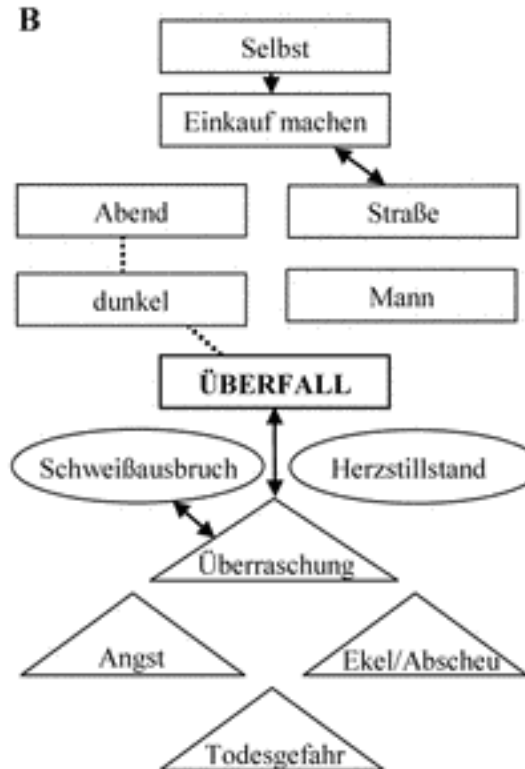 B
Selbst
Einkauf machen
Abend
Straße
dunkel
Mann
ÜBERFALL
Schweißausbruch
Herzstillstand
Überraschung
Angst
Ekel/Abscheu
Todesgefahr